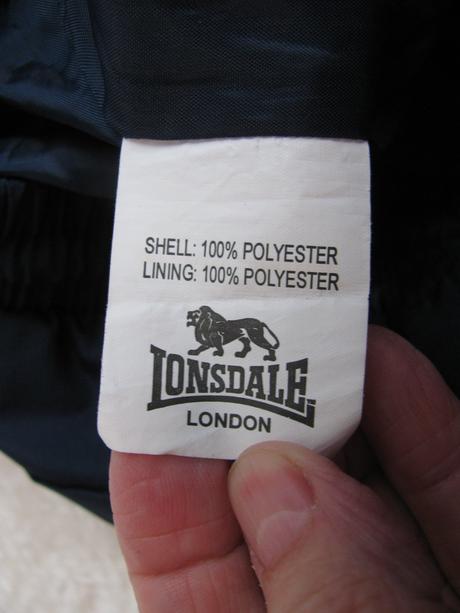 SHELL: 100% POLYESTER
LINING: 100% POLYESTER
LONSDALE
LONDON